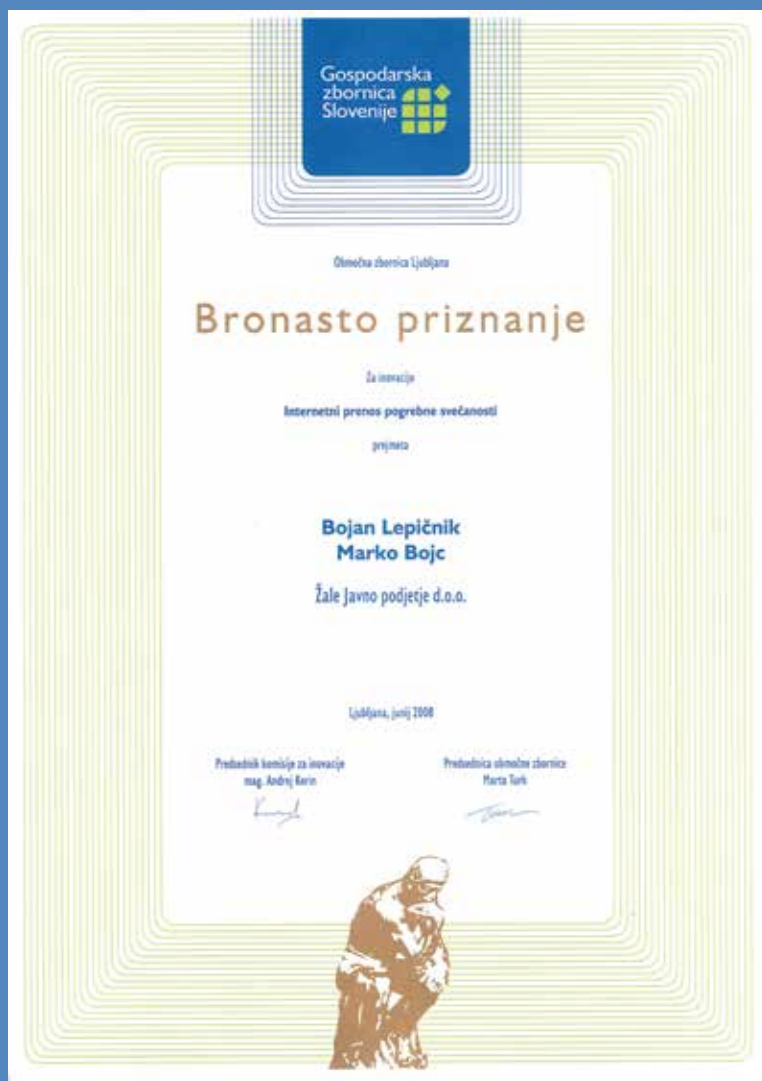 Gospodarska
zbornica
Slovenije
Območna zbornica Ljubljana
Bronasto priznanje
Za inovacije
Internetni prenos pogrebne svečanosti
prejmeta
Bojan Lepičnik
Marko Bojc
Žale Javno podjetje d.o.o.
Ljubljana, junij 2008
Predsednik komisije za inovacije
mag. Andrej Kerin
Predsednica območne zbornice
Marta Turk